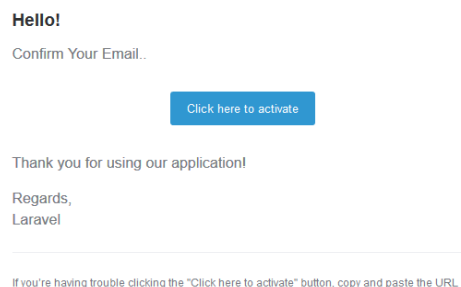 Hello!
Confirm Your Email..
Click here to activate
Thank you for using our application!
Regards,
Laravel
If you're having trouble clicking the "Click here to activate" button, copy and paste the URL